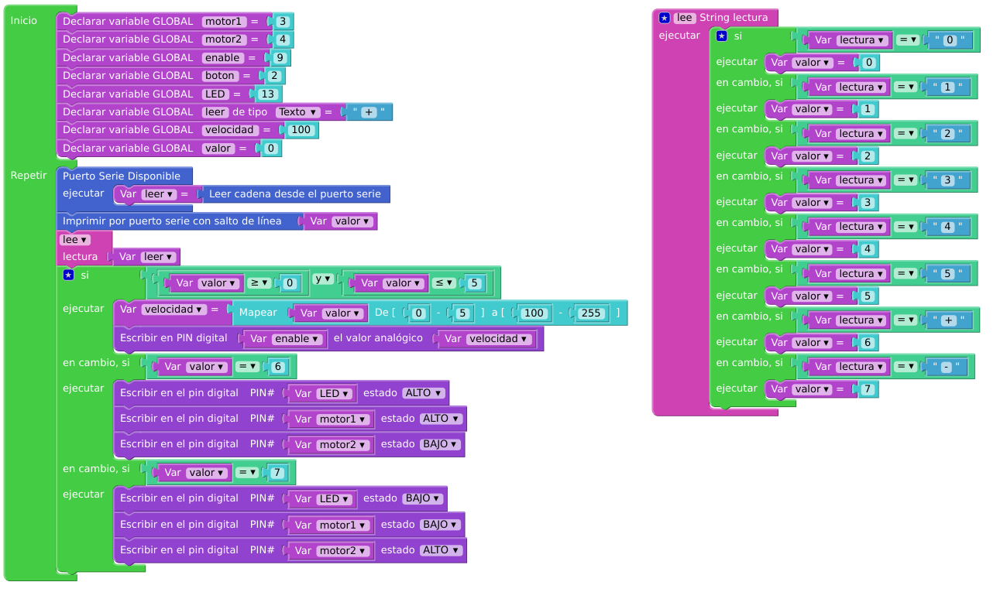 Inicio
Declarar variable GLOBAL motor1 = 3
Declarar variable GLOBAL motor2 = 4
Declarar variable GLOBAL enable = 9
Declarar variable GLOBAL boton = 2
Declarar variable GLOBAL LED = 13
Declarar variable GLOBAL leer de tipo Texto ▾ = " + "
Declarar variable GLOBAL velocidad = 100
Declarar variable GLOBAL valor = 0
Repetir
Puerto Serie Disponible
ejecutar Var leer ▾ = Leer cadena desde el puerto serie
Imprimir por puerto serie con salto de línea Var valor ▾
lee ▾
lectura Var leer ▾
si Var valor ▾ ≥ ▾ 0 y ▾ Var valor ▾ ≤ ▾ 5
ejecutar Var velocidad ▾ = Mapear Var valor ▾ De [ 0 - 5 ] a [ 100 - 255 ]
Escribir en PIN digital Var enable ▾ el valor analógico Var velocidad ▾
en cambio, si Var valor ▾ = ▾ 6
ejecutar Escribir en el pin digital PIN# Var LED ▾ estado ALTO ▾
Escribir en el pin digital PIN# Var motor1 ▾ estado ALTO ▾
Escribir en el pin digital PIN# Var motor2 ▾ estado BAJO ▾
en cambio, si Var valor ▾ = ▾ 7
ejecutar Escribir en el pin digital PIN# Var LED ▾ estado BAJO ▾
Escribir en el pin digital PIN# Var motor1 ▾ estado BAJO ▾
Escribir en el pin digital PIN# Var motor2 ▾ estado ALTO ▾
lee String lectura
ejecutar si Var lectura ▾ = ▾ " 0 "
ejecutar Var valor ▾ = 0
en cambio, si Var lectura ▾ = ▾ " 1 "
ejecutar Var valor ▾ = 1
en cambio, si Var lectura ▾ = ▾ " 2 "
ejecutar Var valor ▾ = 2
en cambio, si Var lectura ▾ = ▾ " 3 "
ejecutar Var valor ▾ = 3
en cambio, si Var lectura ▾ = ▾ " 4 "
ejecutar Var valor ▾ = 4
en cambio, si Var lectura ▾ = ▾ " 5 "
ejecutar Var valor ▾ = 5
en cambio, si Var lectura ▾ = ▾ " + "
ejecutar Var valor ▾ = 6
en cambio, si Var lectura ▾ = ▾ " - "
ejecutar Var valor ▾ = 7